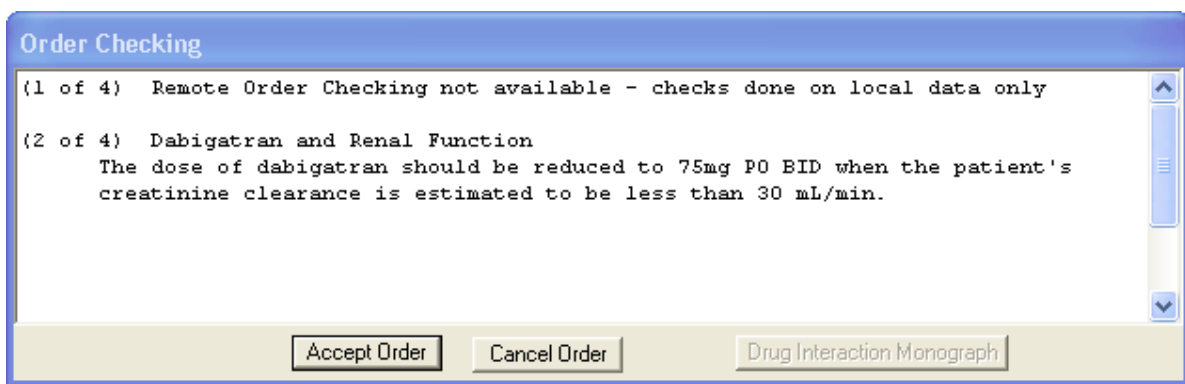 Order Checking
(1 of 4)  Remote Order Checking not available - checks done on local data only
(2 of 4)  Dabigatran and Renal Function
The dose of dabigatran should be reduced to 75mg PO BID when the patient's
creatinine clearance is estimated to be less than 30 mL/min.
Accept Order Cancel Order Drug Interaction Monograph